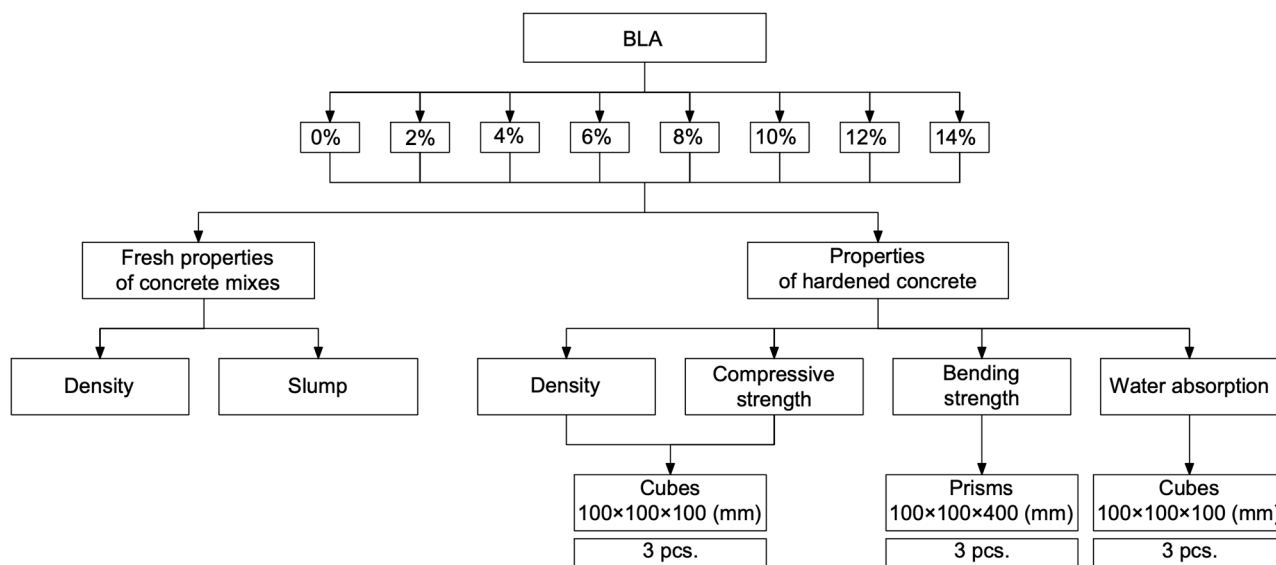 BLA
0%
2%
4%
6%
8%
10%
12%
14%
Fresh properties
of concrete mixes
Properties
of hardened concrete
Density
Slump
Density
Compressive
strength
Bending
strength
Water absorption
Cubes
100×100×100 (mm)
3 pcs.
Prisms
100×100×400 (mm)
3 pcs.
Cubes
100×100×100 (mm)
3 pcs.